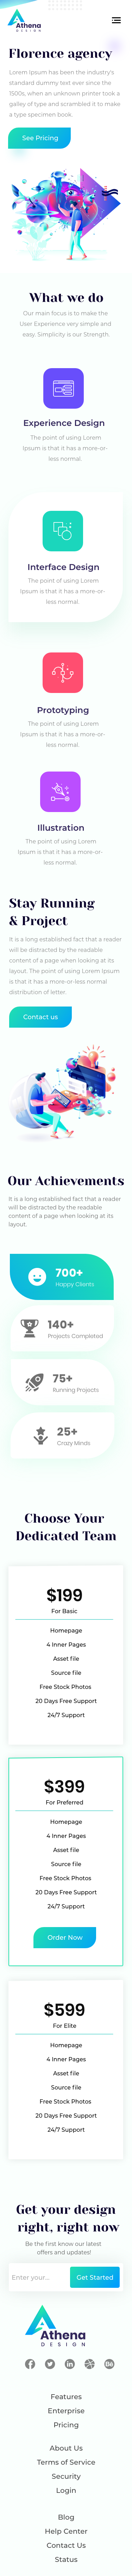 Athena
DESIGN
Florence agency
Lorem Ipsum has been the industry's
standard dummy text ever since the
1500s, when an unknown printer took a
galley of type and scrambled it to make
a type specimen book.
See Pricing
What we do
Our main focus is to make the
User Experience very simple and
easy. Simplicity is our Strength.
Experience Design
The point of using Lorem
Ipsum is that it has a more-or-
less normal.
Interface Design
The point of using Lorem
Ipsum is that it has a more-or-
less normal.
Prototyping
The point of using Lorem
Ipsum is that it has a more-or-
less normal.
Illustration
The point of using Lorem
Ipsum is that it has a more-or-
less normal.
Stay Running
& Project
It is a long established fact that a reader
will be distracted by the readable
content of a page when looking at its
layout. The point of using Lorem Ipsum
is that it has a more-or-less normal
distribution of letter.
Contact us
Our Achievements
It is a long established fact that a reader
will be distracted by the readable
content of a page when looking at its
layout.
700+
Happy Clients
140+
Projects Completed
75+
Running Projects
25+
Crazy Minds
Choose Your
Dedicated Team
$199
For Basic
Homepage
4 Inner Pages
Asset file
Source file
Free Stock Photos
20 Days Free Support
24/7 Support
$399
For Preferred
Homepage
4 Inner Pages
Asset file
Source file
Free Stock Photos
20 Days Free Support
24/7 Support
Order Now
$599
For Elite
Homepage
4 Inner Pages
Asset file
Source file
Free Stock Photos
20 Days Free Support
24/7 Support
Get your design
right, right now
Be the first know our latest
offers and updates!
Enter your...
Get Started
Athena
DESIGN
Features
Enterprise
Pricing
About Us
Terms of Service
Security
Login
Blog
Help Center
Contact Us
Status